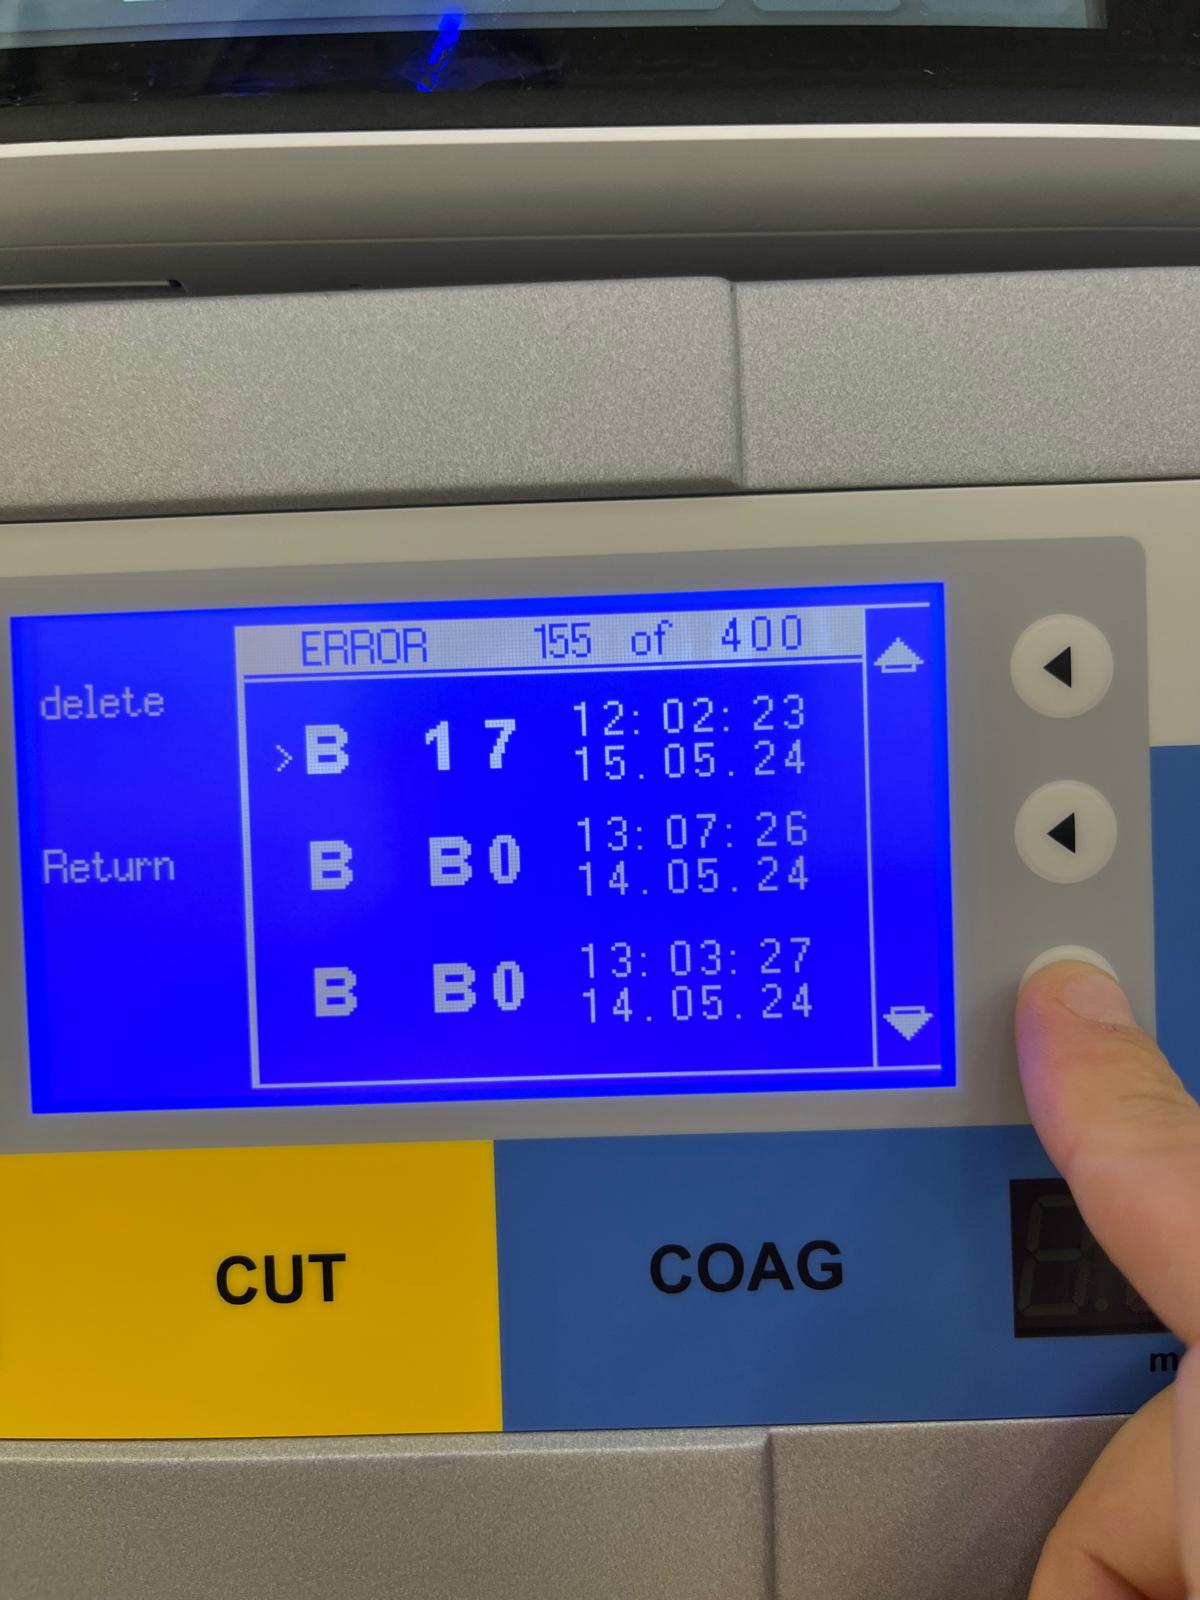 ERROR 155 of 400
delete
>B 17 12:02:23
15.05.24
Return
B B0 13:07:26
14.05.24
B B0 13:03:27
14.05.24
CUT
COAG